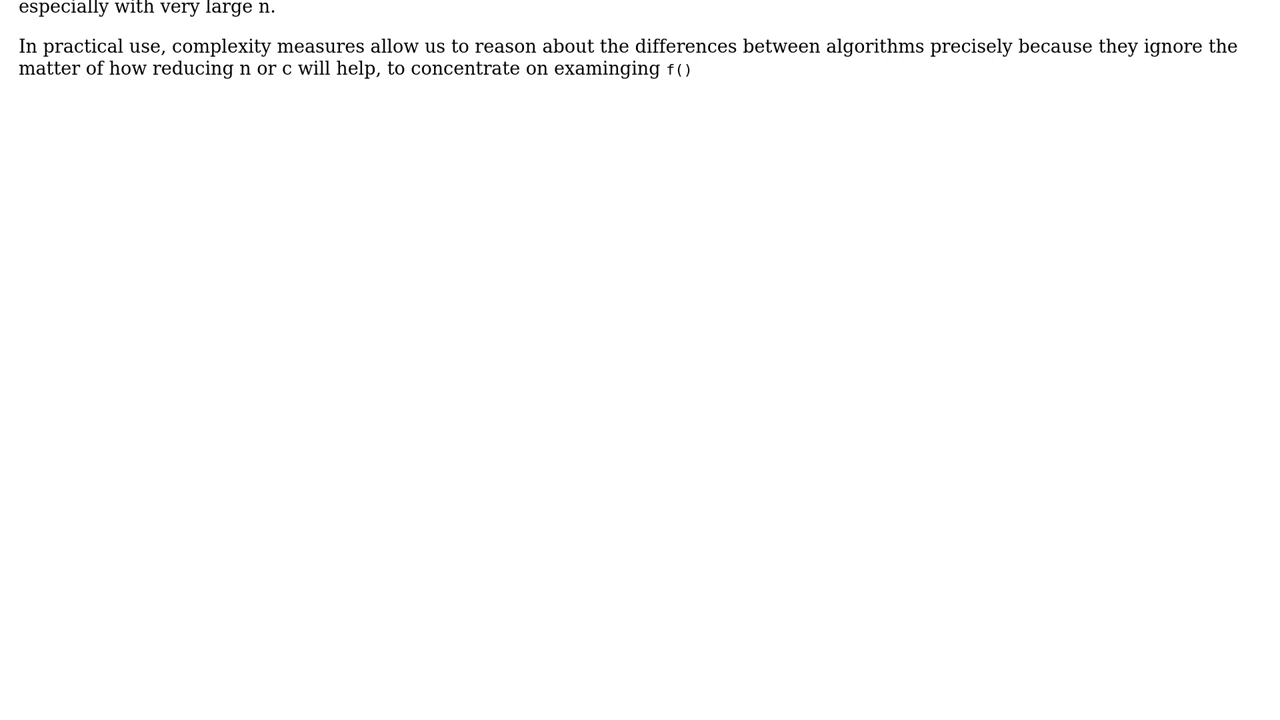 especially with very large n.
In practical use, complexity measures allow us to reason about the differences between algorithms precisely because they ignore the
matter of how reducing n or c will help, to concentrate on examinging f()